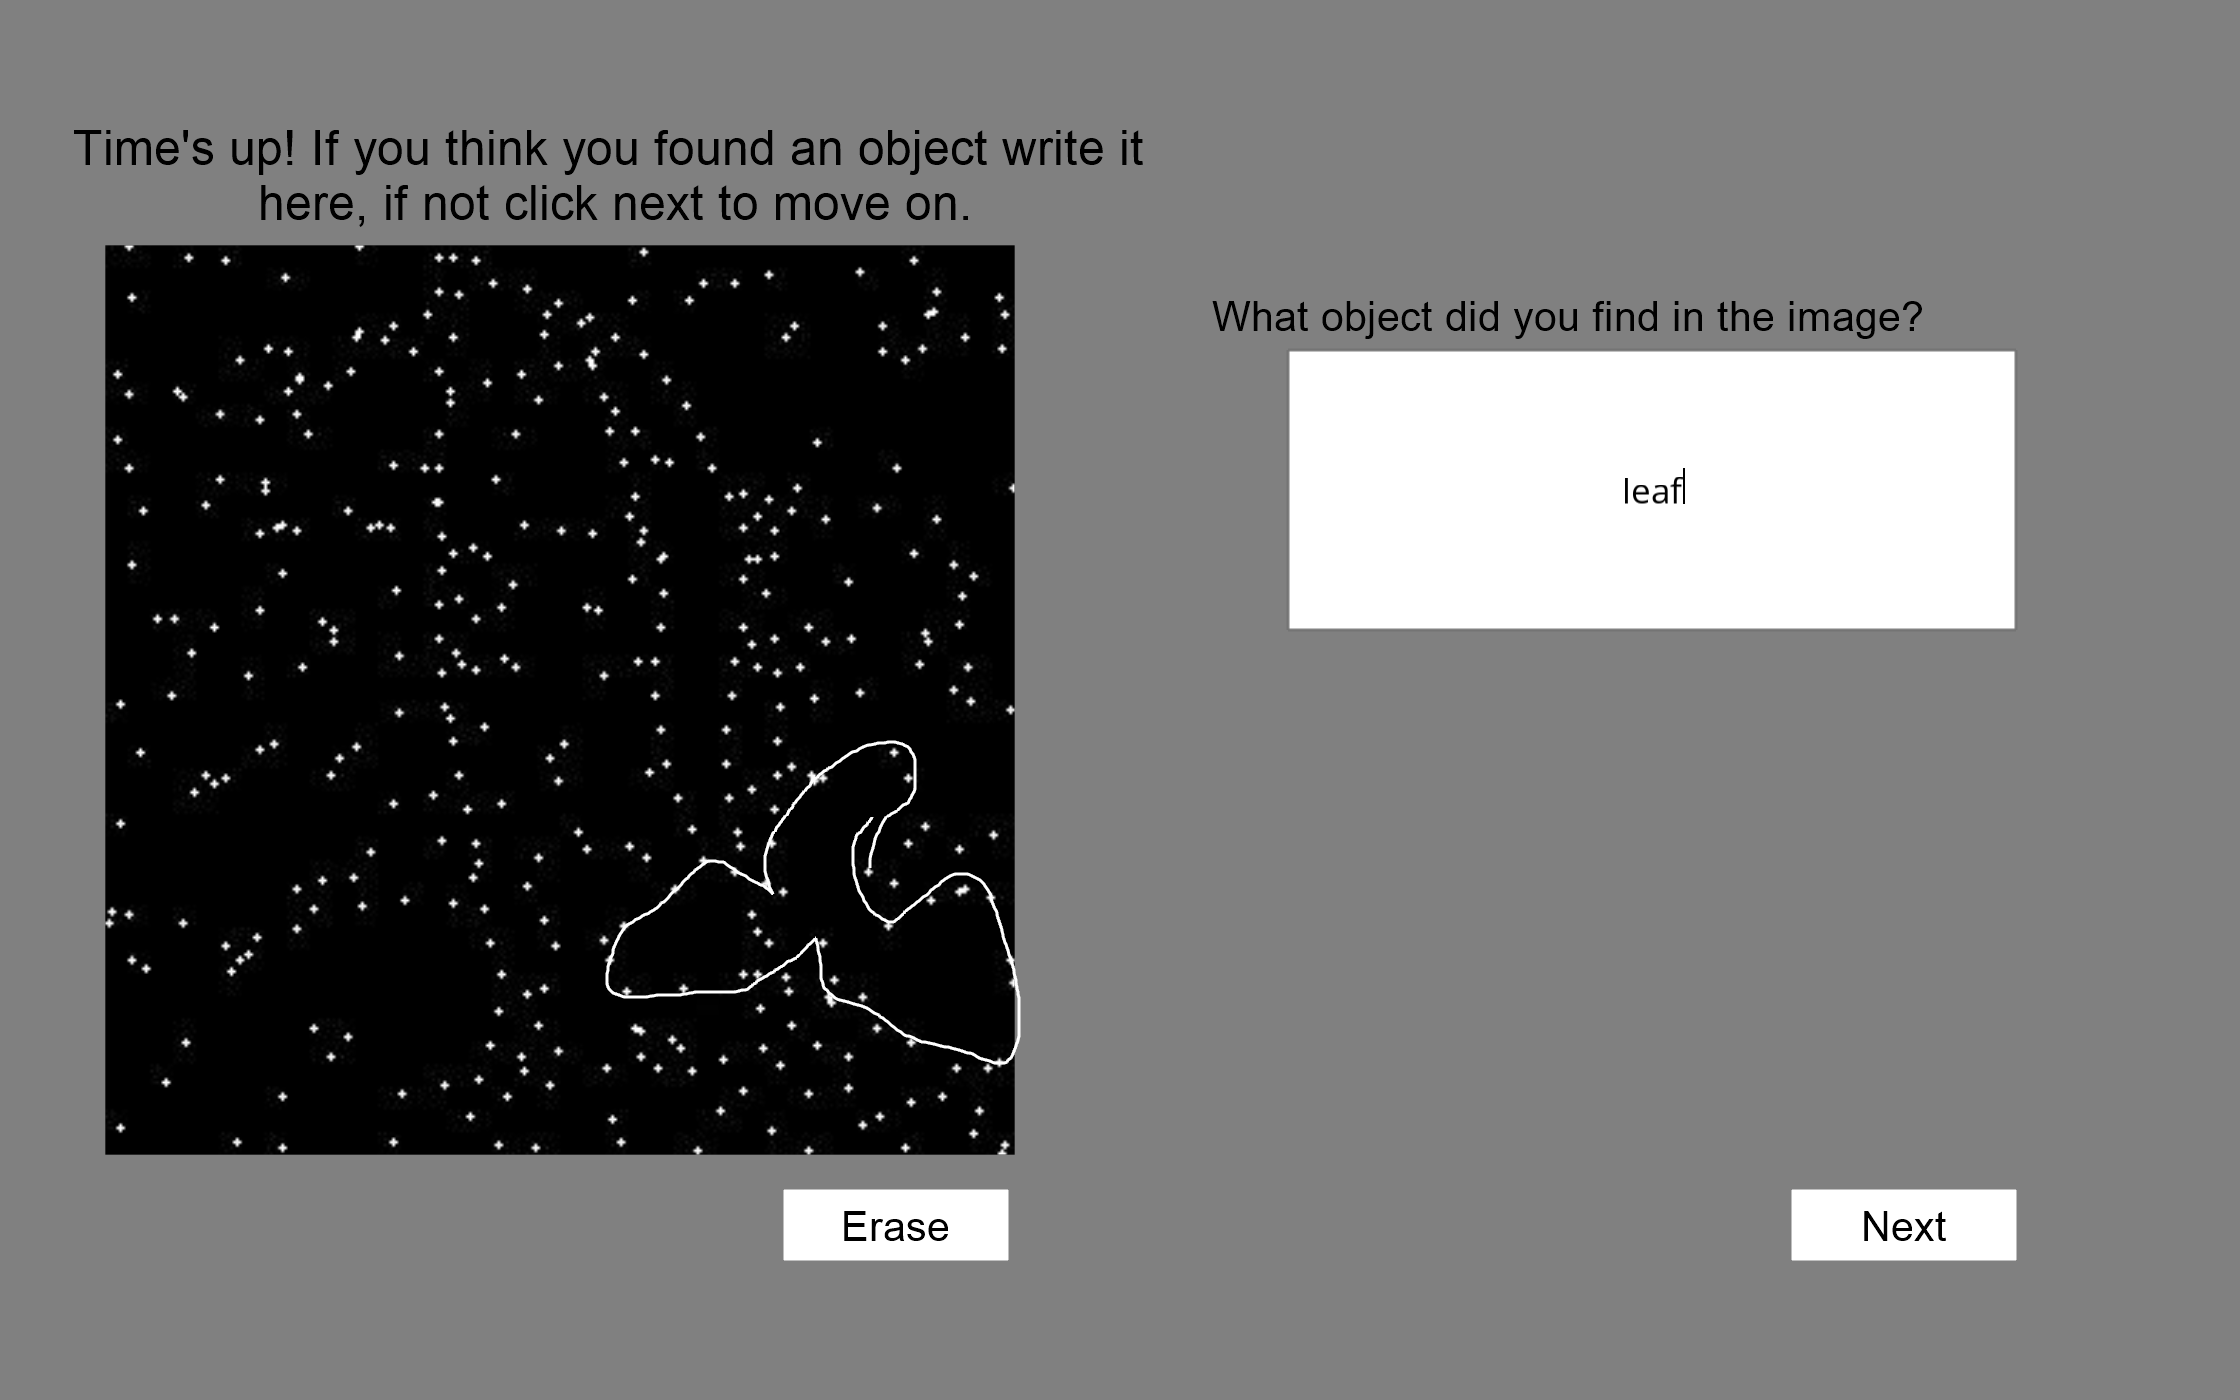 Time's up! If you think you found an object write it
here, if not click next to move on.
What object did you find in the image?
leaf
Erase
Next